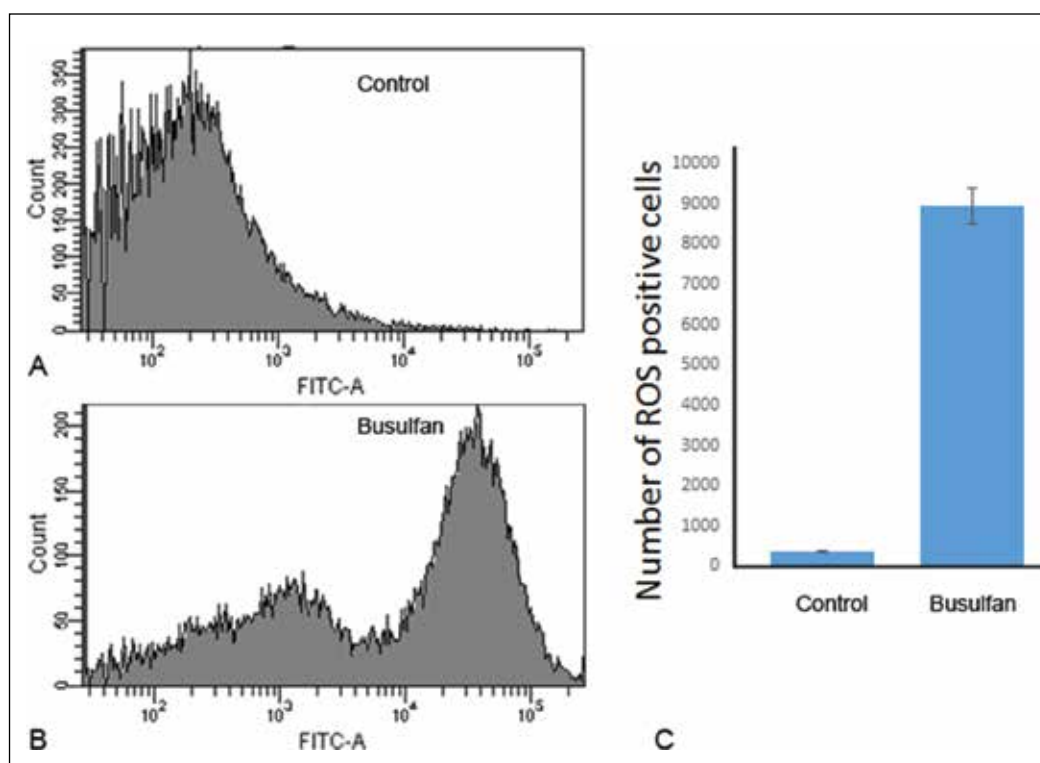 Control
350
300
250
200
150
100
50
0
Count
10²
10³
10⁴
10⁵
FITC-A
A
Busulfan
200
150
100
50
0
Count
10²
10³
10⁴
10⁵
FITC-A
B
Number of ROS positive cells
10000
9000
8000
7000
6000
5000
4000
3000
2000
1000
0
Control Busulfan
C